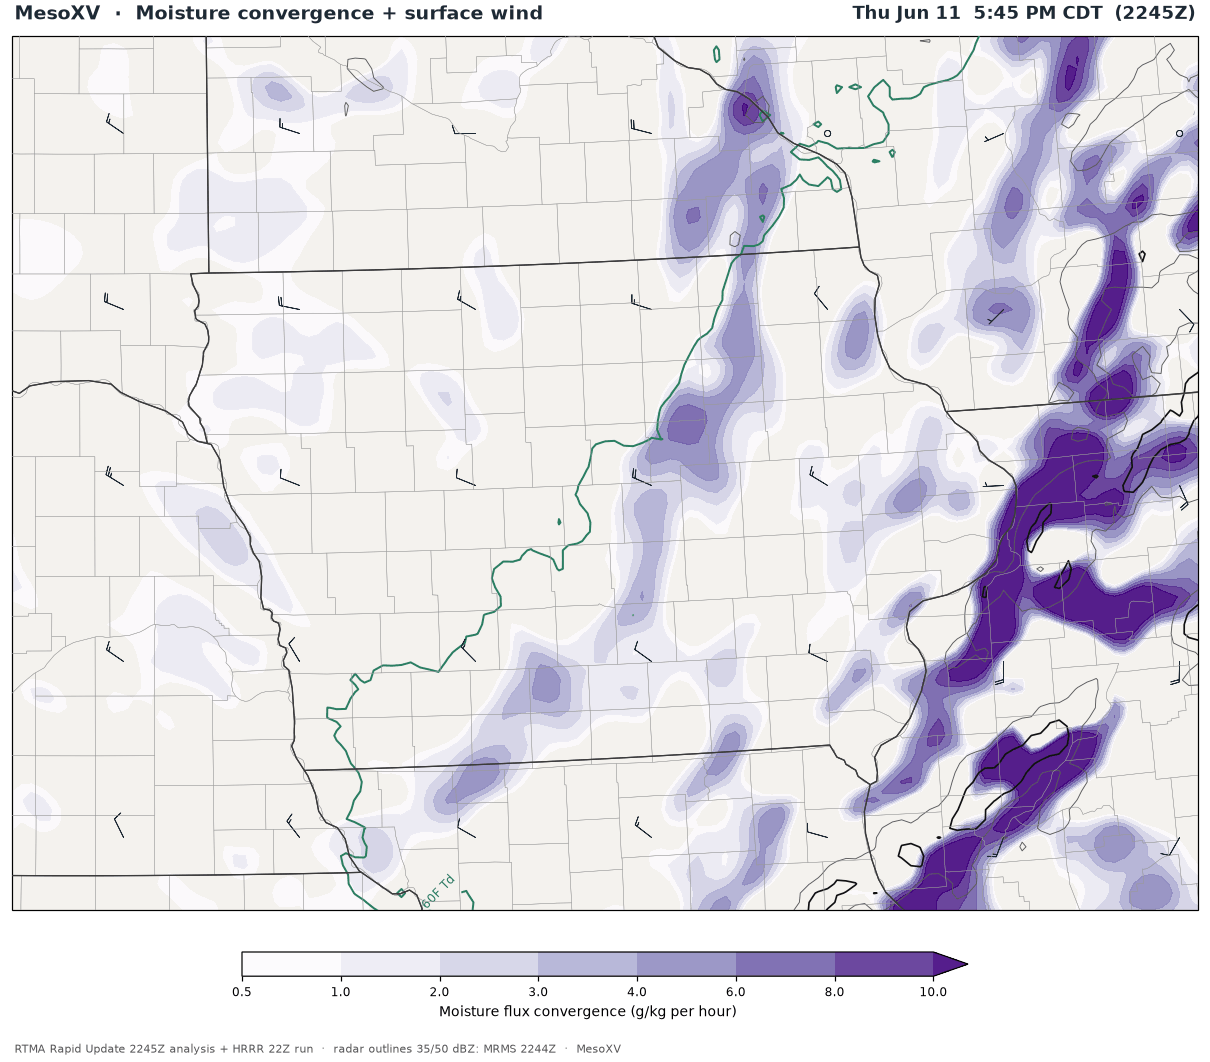 MesoXV · Moisture convergence + surface wind
Thu Jun 11 5:45 PM CDT (2245Z)
60F Td
0.5 1.0 2.0 3.0 4.0 6.0 8.0 10.0
Moisture flux convergence (g/kg per hour)
RTMA Rapid Update 2245Z analysis + HRRR 22Z run · radar outlines 35/50 dBZ: MRMS 2244Z · MesoXV